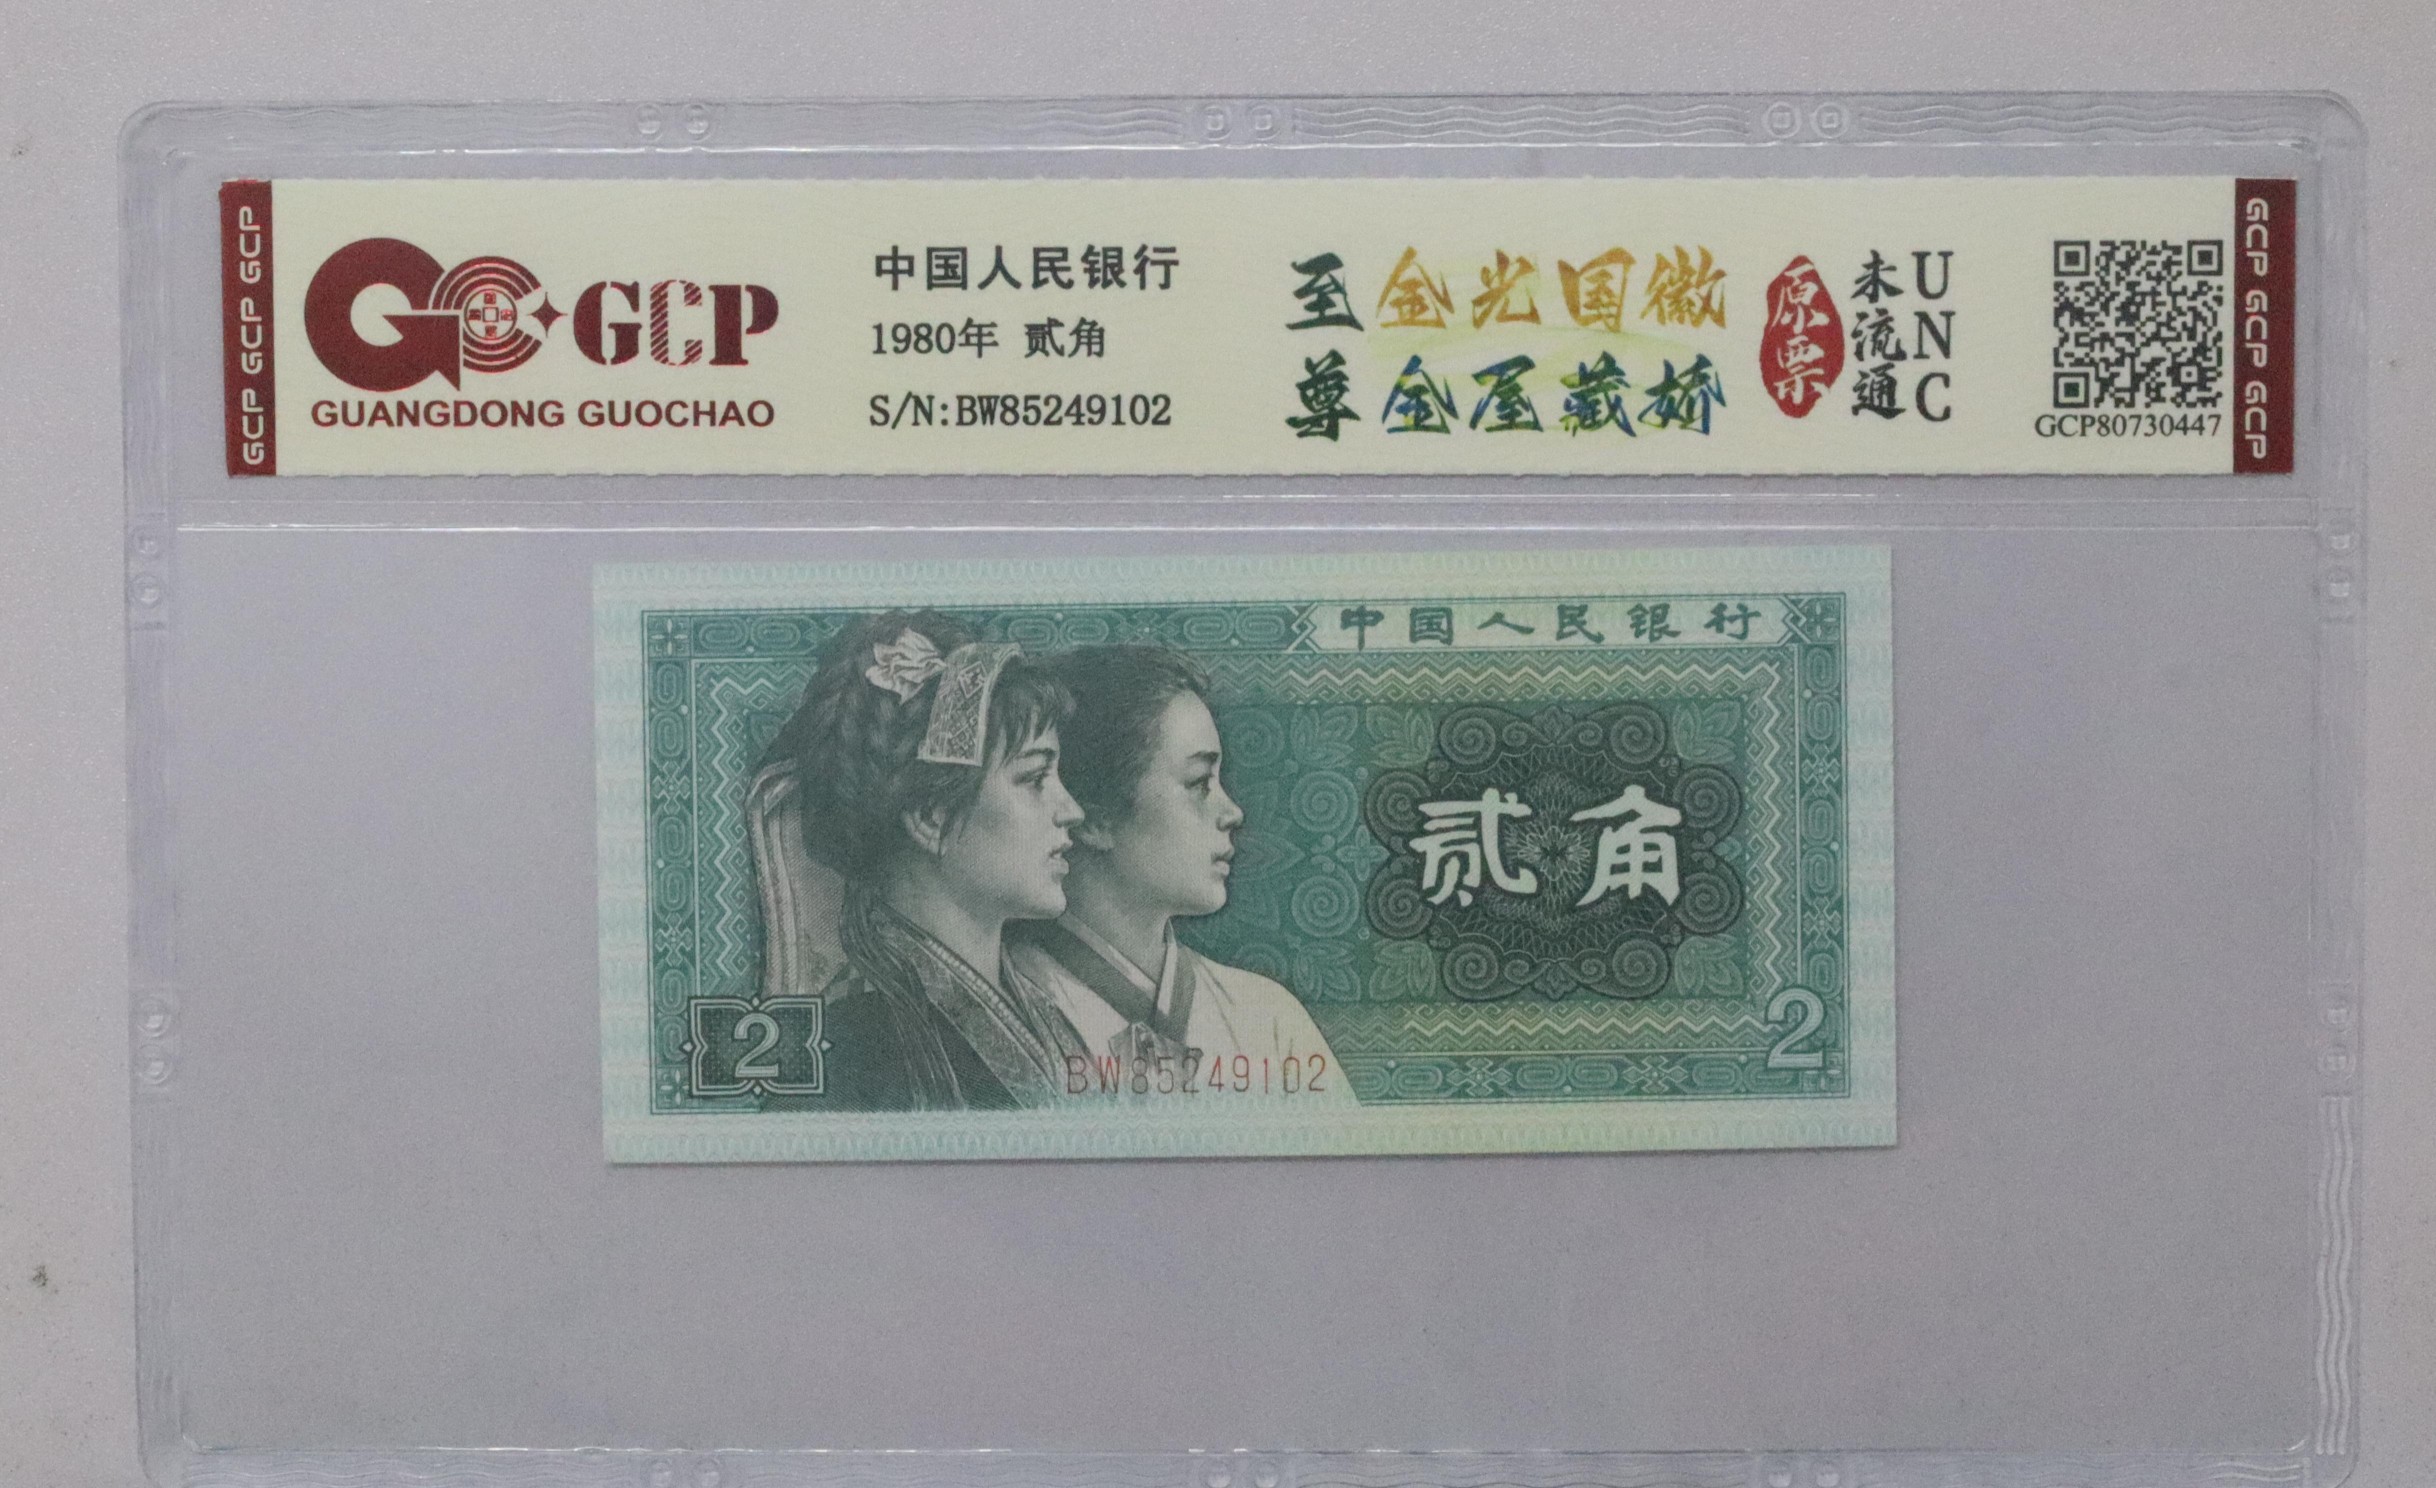 GCP GCP GCP
GCP
GUANGDONG GUOCHAO
中国人民银行
1980年 贰角
S/N:BW85249102
至尊
金光国徽
金屋藏娇
原票
未流通
UNC
GCP80730447
GCP GCP GCP
中国人民银行
贰角
2
BW85249102
2